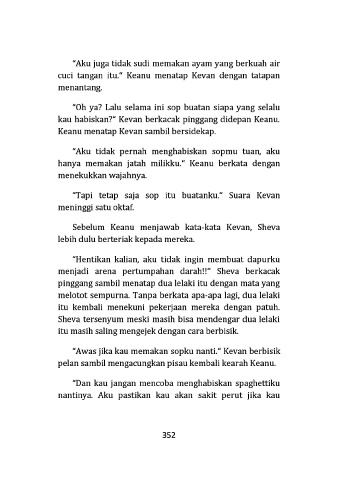 "Aku juga tidak sudi memakan ayam yang berkuah air
cuci tangan itu." Keanu menatap Kevan dengan tatapan
menantang.
"Oh ya? Lalu selama ini sop buatan siapa yang selalu
kau habiskan?" Kevan berkacak pinggang didepan Keanu.
Keanu menatap Kevan sambil bersidekap.
"Aku tidak pernah menghabiskan sopmu tuan, aku
hanya memakan jatah milikku." Keanu berkata dengan
menekukkan wajahnya.
"Tapi tetap saja sop itu buatanku." Suara Kevan
meninggi satu oktaf.
Sebelum Keanu menjawab kata-kata Kevan, Sheva
lebih dulu berteriak kepada mereka.
"Hentikan kalian, aku tidak ingin membuat dapurku
menjadi arena pertumpahan darah!!" Sheva berkacak
pinggang sambil menatap dua lelaki itu dengan mata yang
melotot sempurna. Tanpa berkata apa-apa lagi, dua lelaki
itu kembali menekuni pekerjaan mereka dengan patuh.
Sheva tersenyum meski masih bisa mendengar dua lelaki
itu masih saling mengejek dengan cara berbisik.
"Awas jika kau memakan sopku nanti." Kevan berbisik
pelan sambil mengacungkan pisau kembali kearah Keanu.
"Dan kau jangan mencoba menghabiskan spaghettiku
nantinya. Aku pastikan kau akan sakit perut jika kau
352